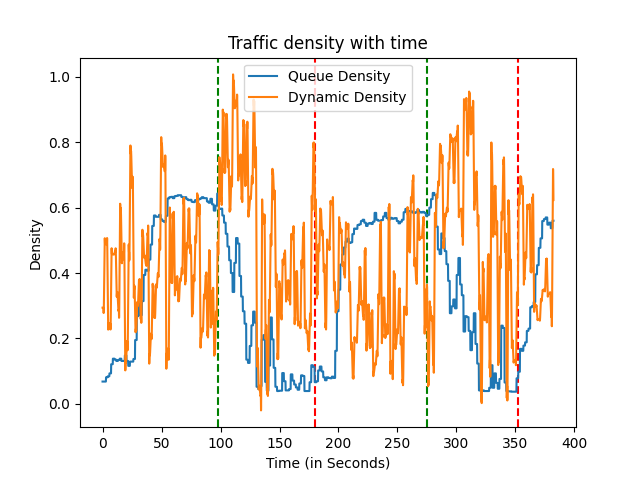 Traffic density with time
Queue Density
Dynamic Density
Density
1.0
0.8
0.6
0.4
0.2
0.0
0 50 100 150 200 250 300 350 400
Time (in Seconds)